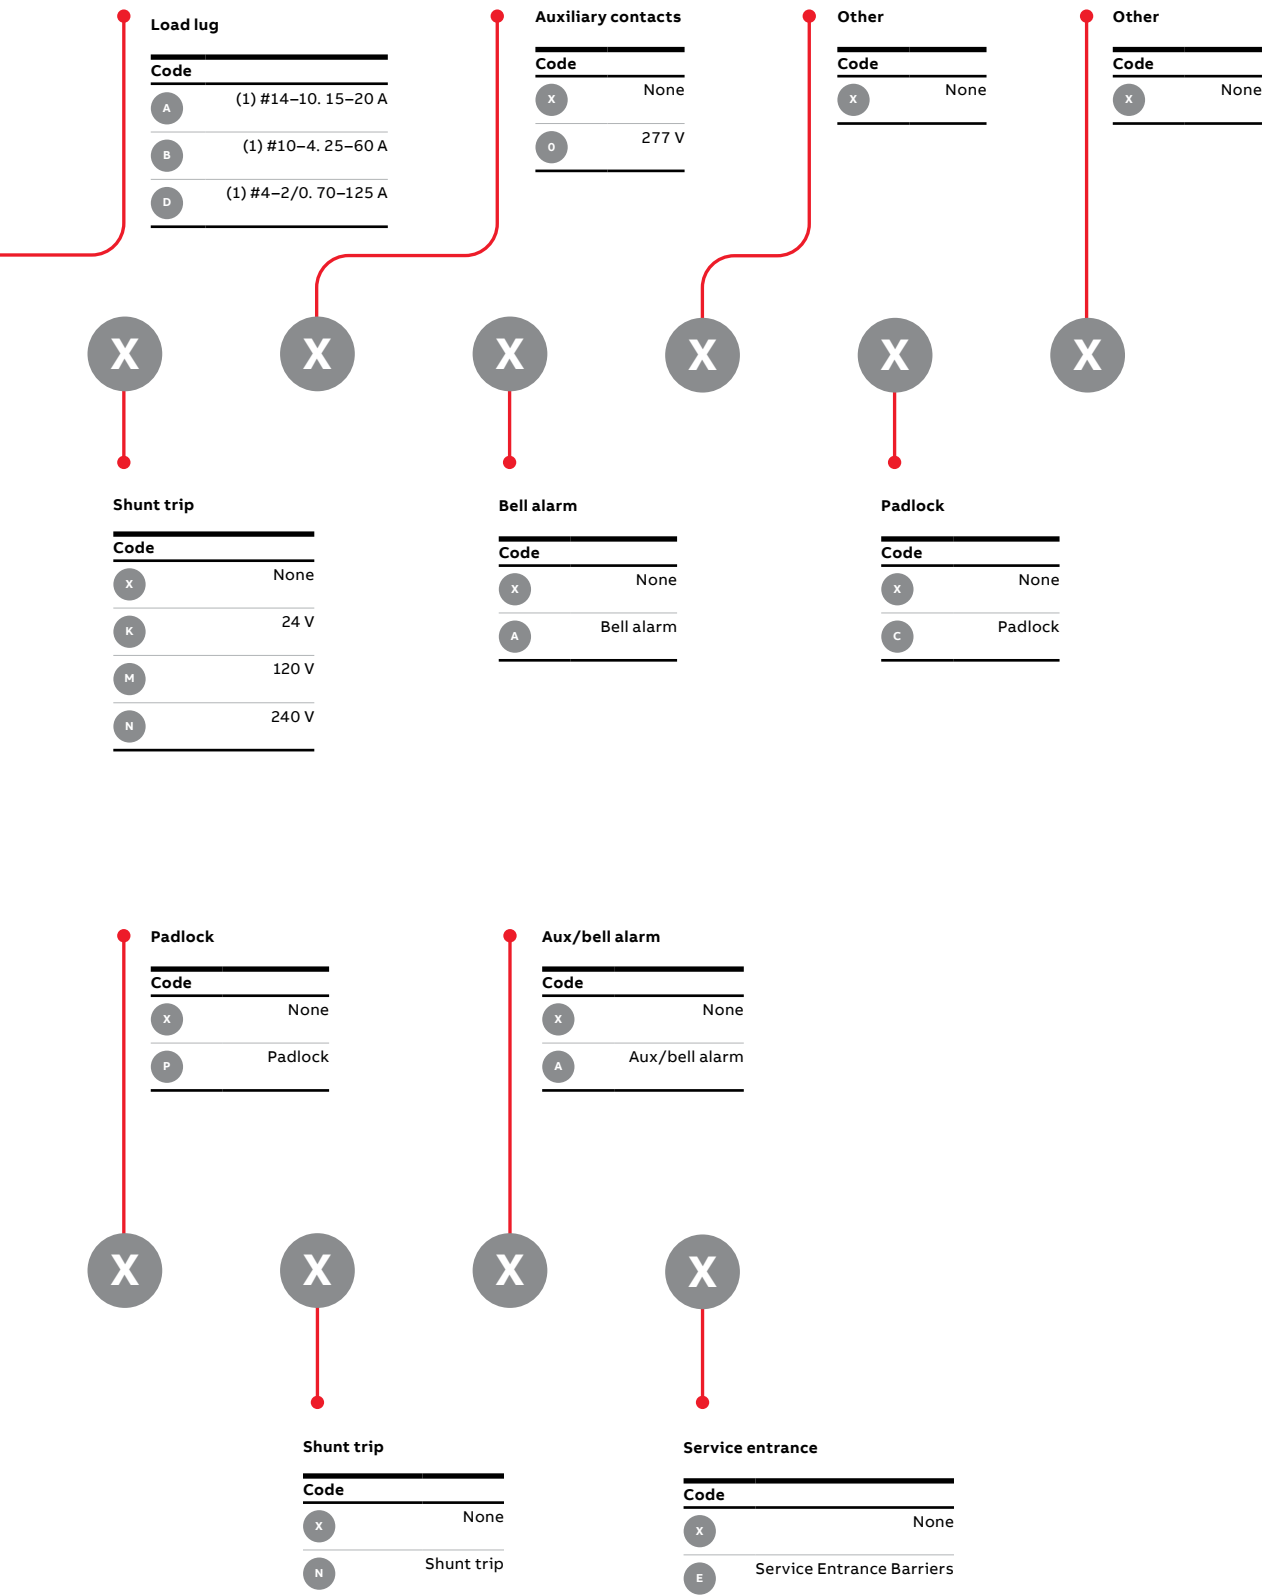 Load lug
Code
A (1) #14–10. 15–20 A
B (1) #10–4. 25–60 A
D (1) #4–2/0. 70–125 A
Auxiliary contacts
Code
X None
0 277 V
Other
Code
X None
Other
Code
X None
X X X X X X
Shunt trip
Code
X None
K 24 V
M 120 V
N 240 V
Bell alarm
Code
X None
A Bell alarm
Padlock
Code
X None
C Padlock
Padlock
Code
X None
P Padlock
Aux/bell alarm
Code
X None
A Aux/bell alarm
X X X X
Shunt trip
Code
X None
N Shunt trip
Service entrance
Code
X None
E Service Entrance Barriers